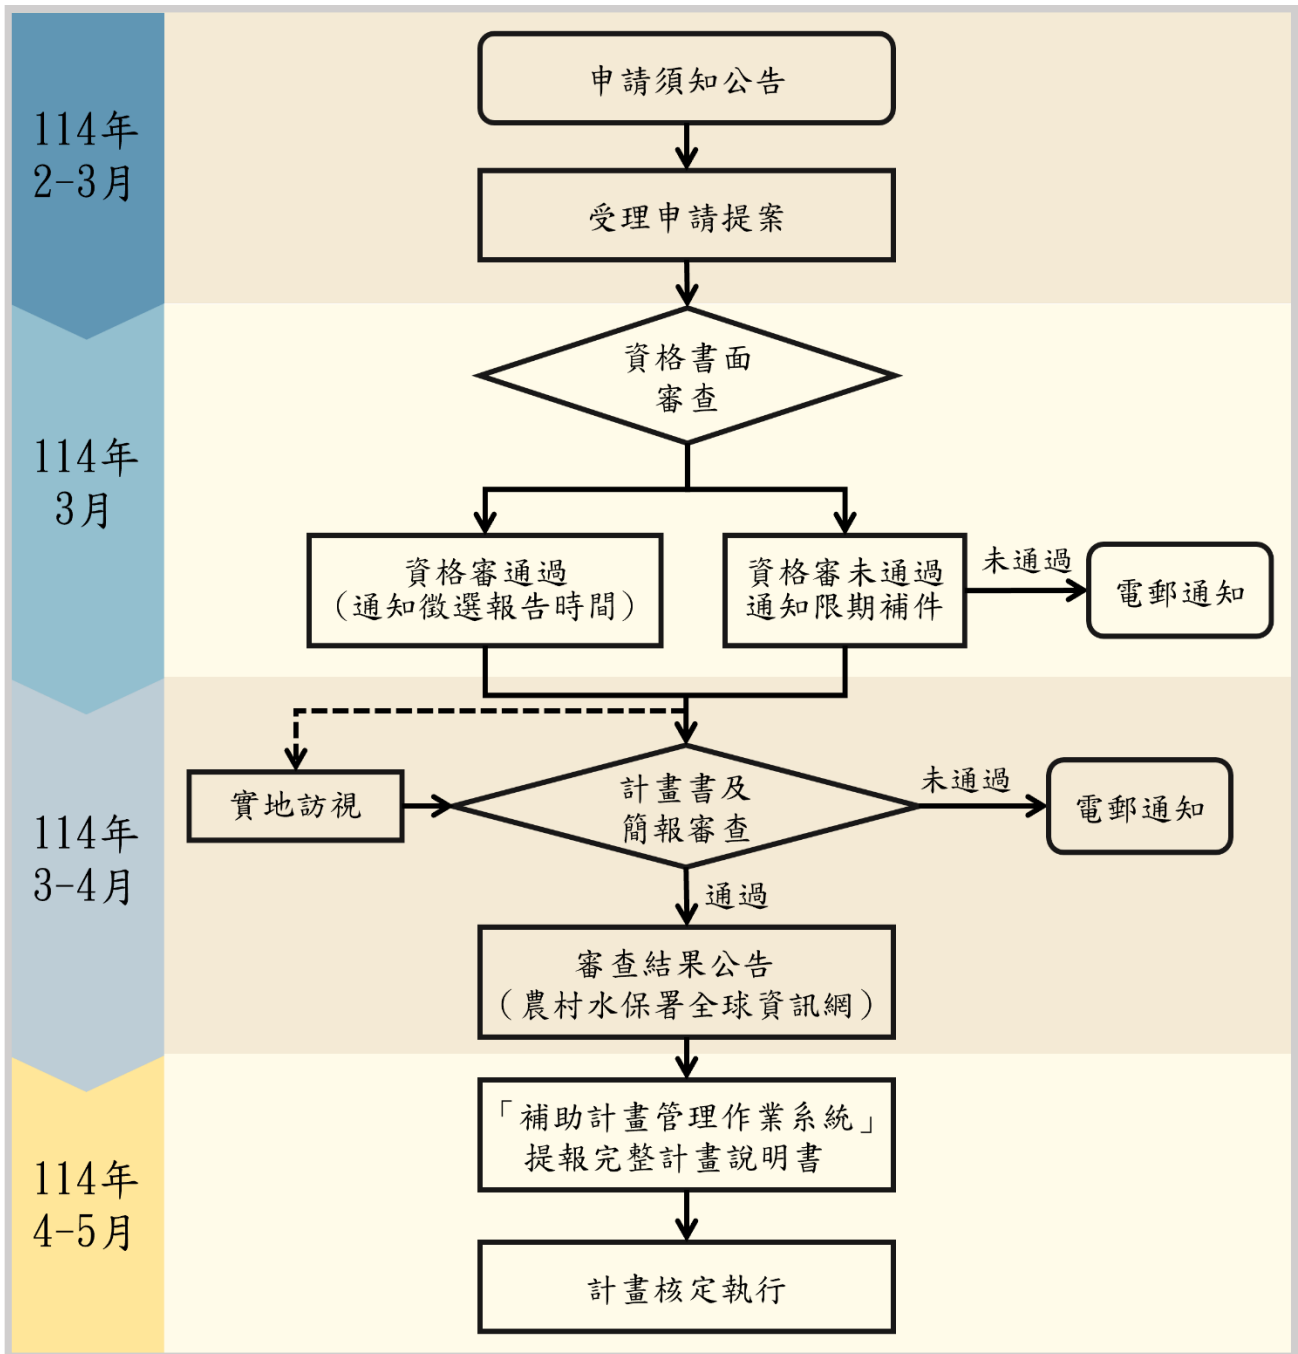 114年
2-3月
申請須知公告
受理申請提案
114年
3月
資格書面
審查
資格審通過
（通知徵選報告時間）
資格審未通過
通知限期補件
未通過
電郵通知
114年
3-4月
實地訪視
計畫書及
簡報審查
未通過
電郵通知
通過
審查結果公告
（農村水保署全球資訊網）
114年
4-5月
「補助計畫管理作業系統」
提報完整計畫說明書
計畫核定執行